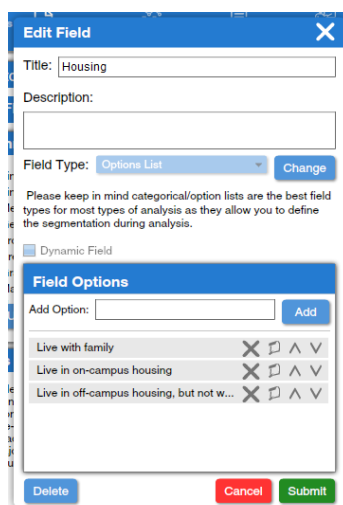 Edit Field
Title: Housing
Description:
Field Type: Options List Change
Please keep in mind categorical/option lists are the best field
types for most types of analysis as they allow you to define
the segmentation during analysis.
Dynamic Field
Field Options
Add Option: Add
Live with family
Live in on-campus housing
Live in off-campus housing, but not w...
Delete Cancel Submit